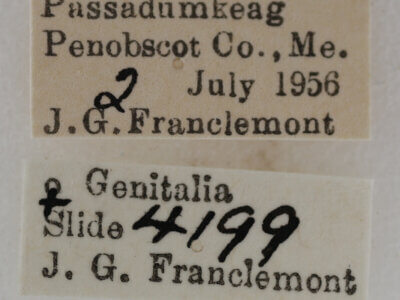 Passadumkeag
Penobscot Co., Me.
2 July 1956
J. G. Franclemont
♀ Genitalia
Slide 4199
J. G. Franclemont